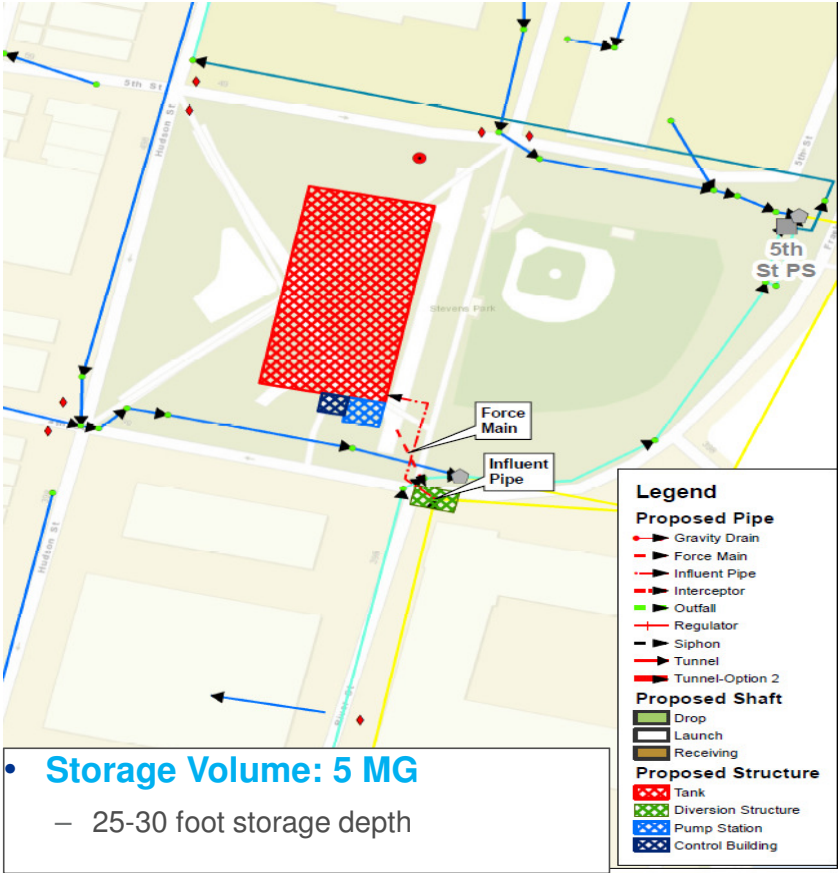 5th St
5th St
5th St
Hudson St
Stevens Park
5th
St PS
Force
Main
Influent
Pipe
Hudson St
River St
Legend
Proposed Pipe
Gravity Drain
Force Main
Influent Pipe
Interceptor
Outfall
Regulator
Siphon
Tunnel
Tunnel-Option 2
Proposed Shaft
Drop
Launch
Receiving
Proposed Structure
Tank
Diversion Structure
Pump Station
Control Building
• Storage Volume: 5 MG
– 25-30 foot storage depth